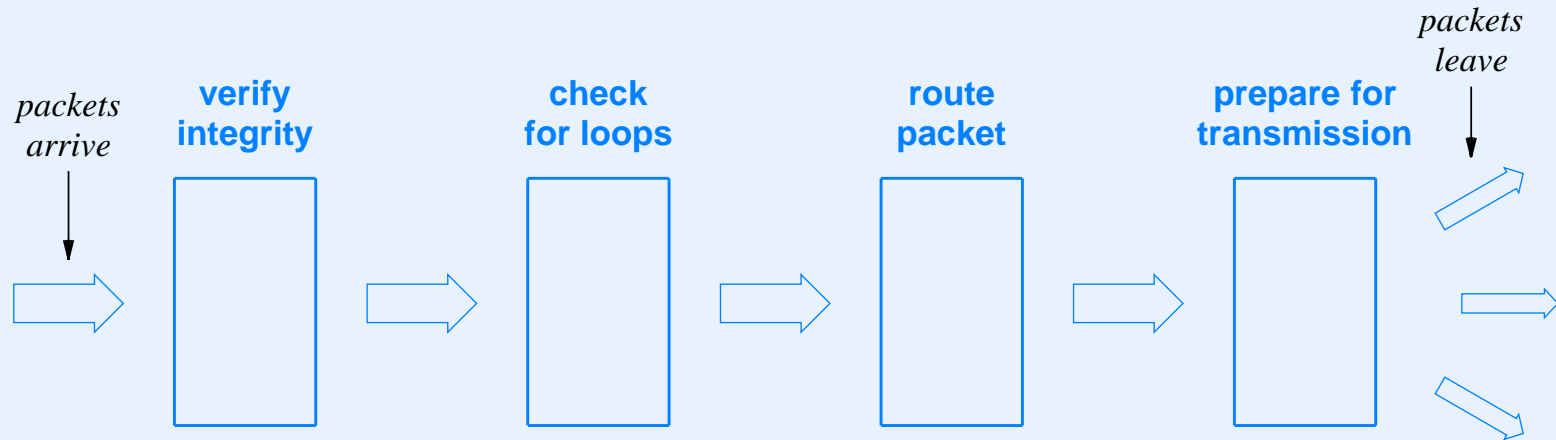 packets
arrive
verify
integrity
check
for loops
route
packet
prepare for
transmission
packets
leave